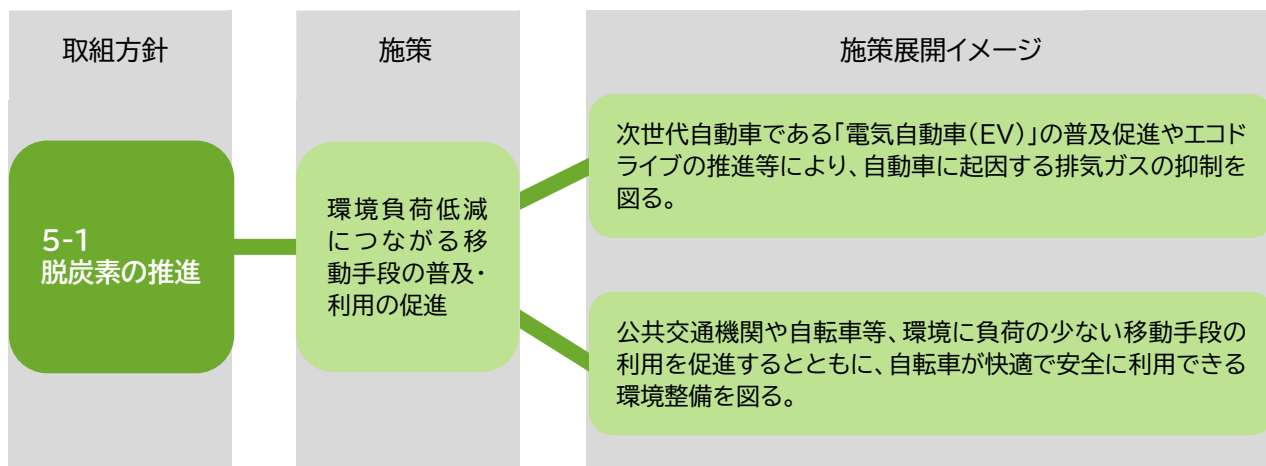 取組方針
施策
施策展開イメージ
5-1
脱炭素の推進
環境負荷低減
につながる移
動手段の普及・
利用の促進
次世代自動車である「電気自動車(EV)」の普及促進やエコド
ライブの推進等により、自動車に起因する排気ガスの抑制を
図る。
公共交通機関や自転車等、環境に負荷の少ない移動手段の
利用を促進するとともに、自転車が快適で安全に利用できる
環境整備を図る。